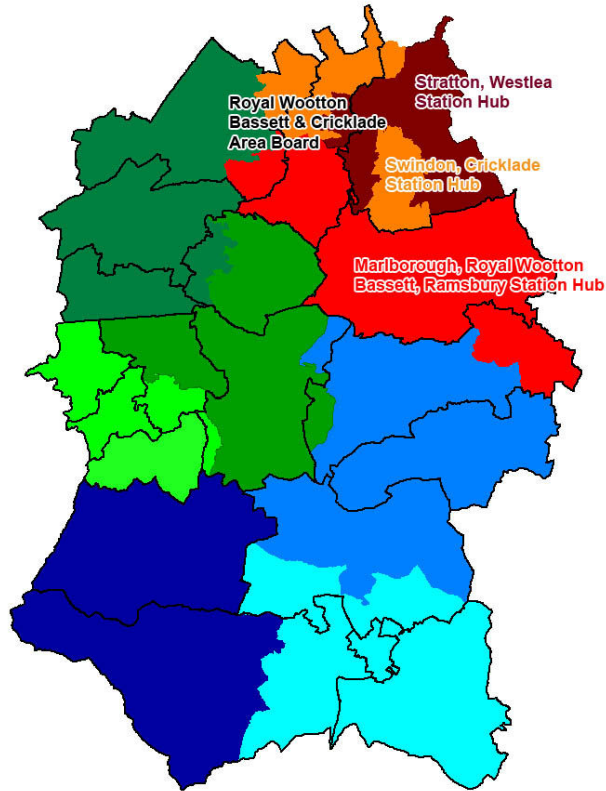 Stratton, Westlea
Station Hub
Royal Wootton
Bassett & Cricklade
Area Board
Swindon, Cricklade
Station Hub
Marlborough, Royal Wootton
Bassett, Ramsbury Station Hub